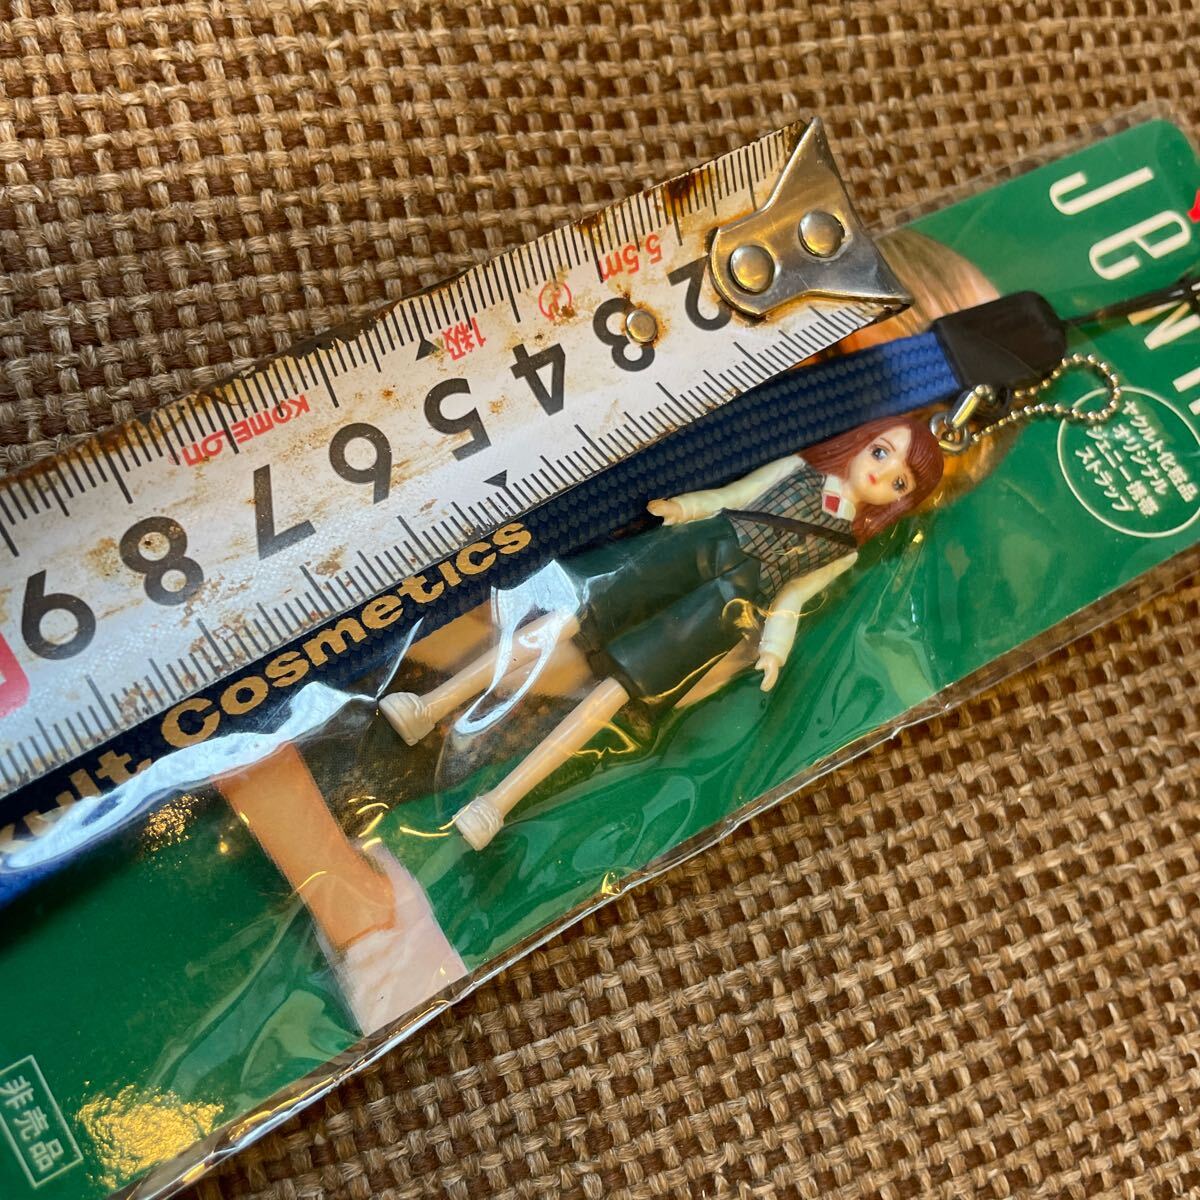 JeN
ヤクルト化粧品
オリジナル
ジェニー携帯
ストラップ
5.5m
1級
KOMELON
2 3 4 5 6 7 8 9
kult Cosmetics
非売品